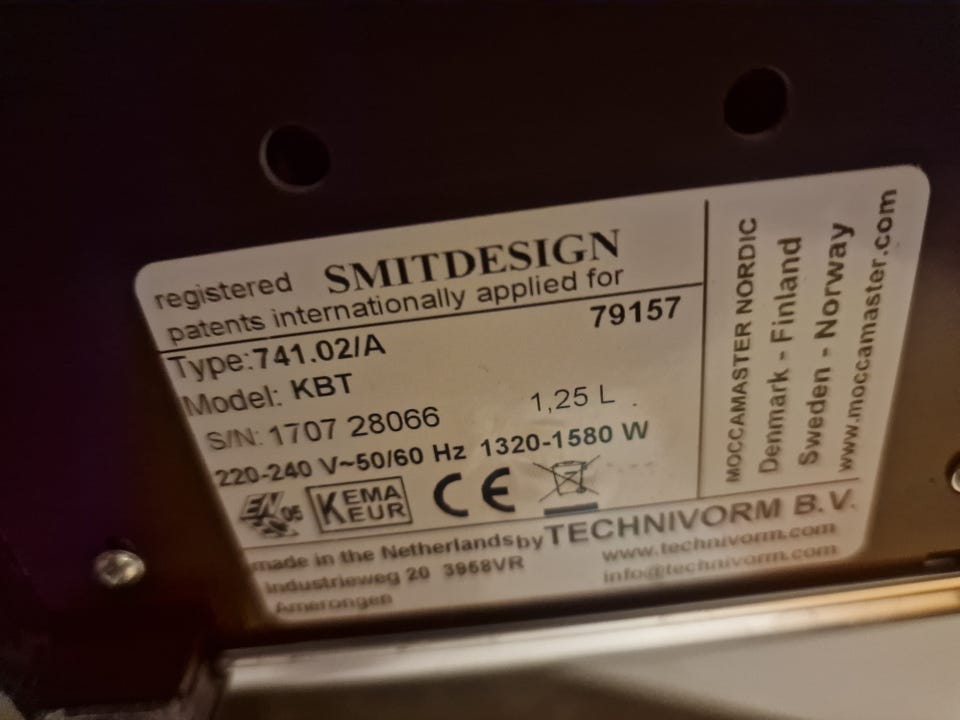 registered SMITDESIGN
patents internationally applied for
79157
Type:741.02/A
Model: KBT
1,25 L
S/N: 1707 28066
220-240 V~50/60 Hz 1320-1580 W
05 KEMA KEUR CE
made in the Netherlands by TECHNIVORM B.V.
Industrieweg 20 3958VR
Amerongen
www.technivorm.com
info@technivorm.com
MOCCAMASTER NORDIC
Denmark - Finland
Sweden - Norway
www.moccamaster.com